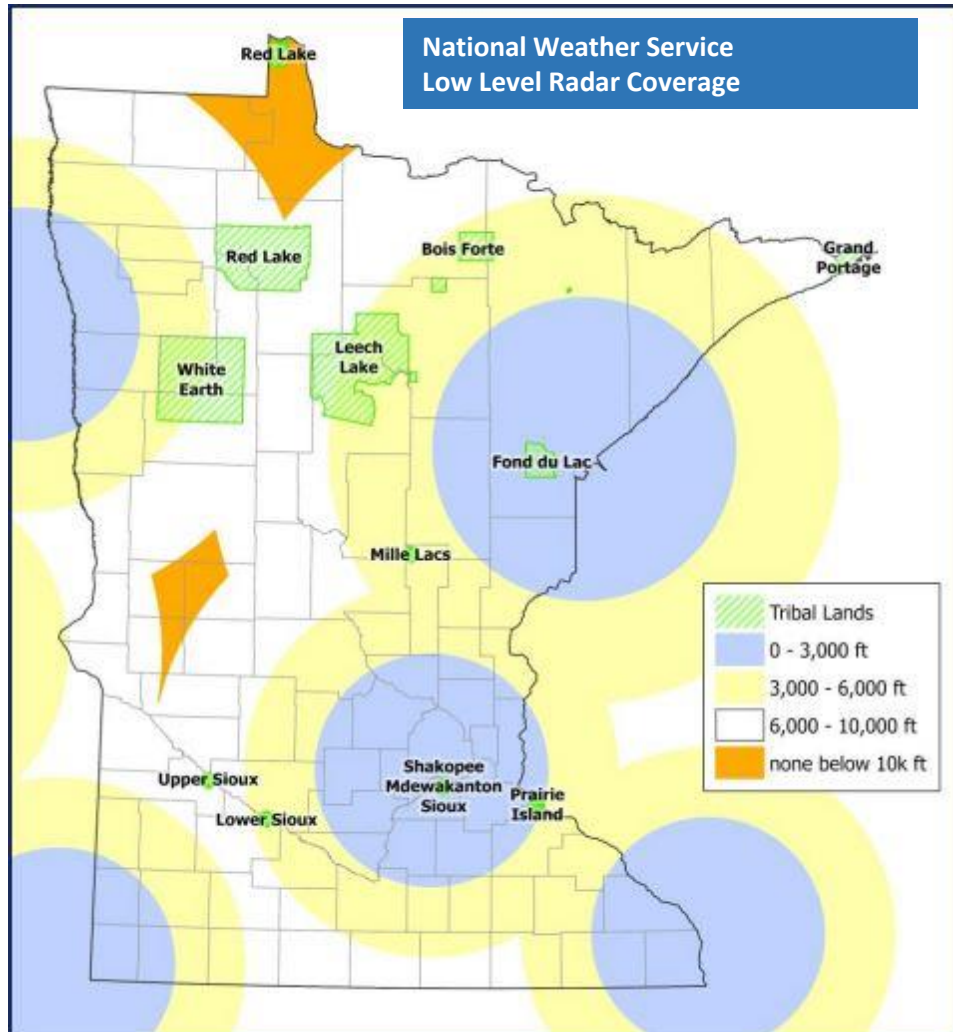 National Weather Service
Low Level Radar Coverage
Red Lake
Red Lake
Bois Forte
Grand
Portage
White
Earth
Leech
Lake
Fond du Lac
Mille Lacs
Upper Sioux
Lower Sioux
Shakopee
Mdewakanton
Sioux
Prairie
Island
Tribal Lands
0 - 3,000 ft
3,000 - 6,000 ft
6,000 - 10,000 ft
none below 10k ft